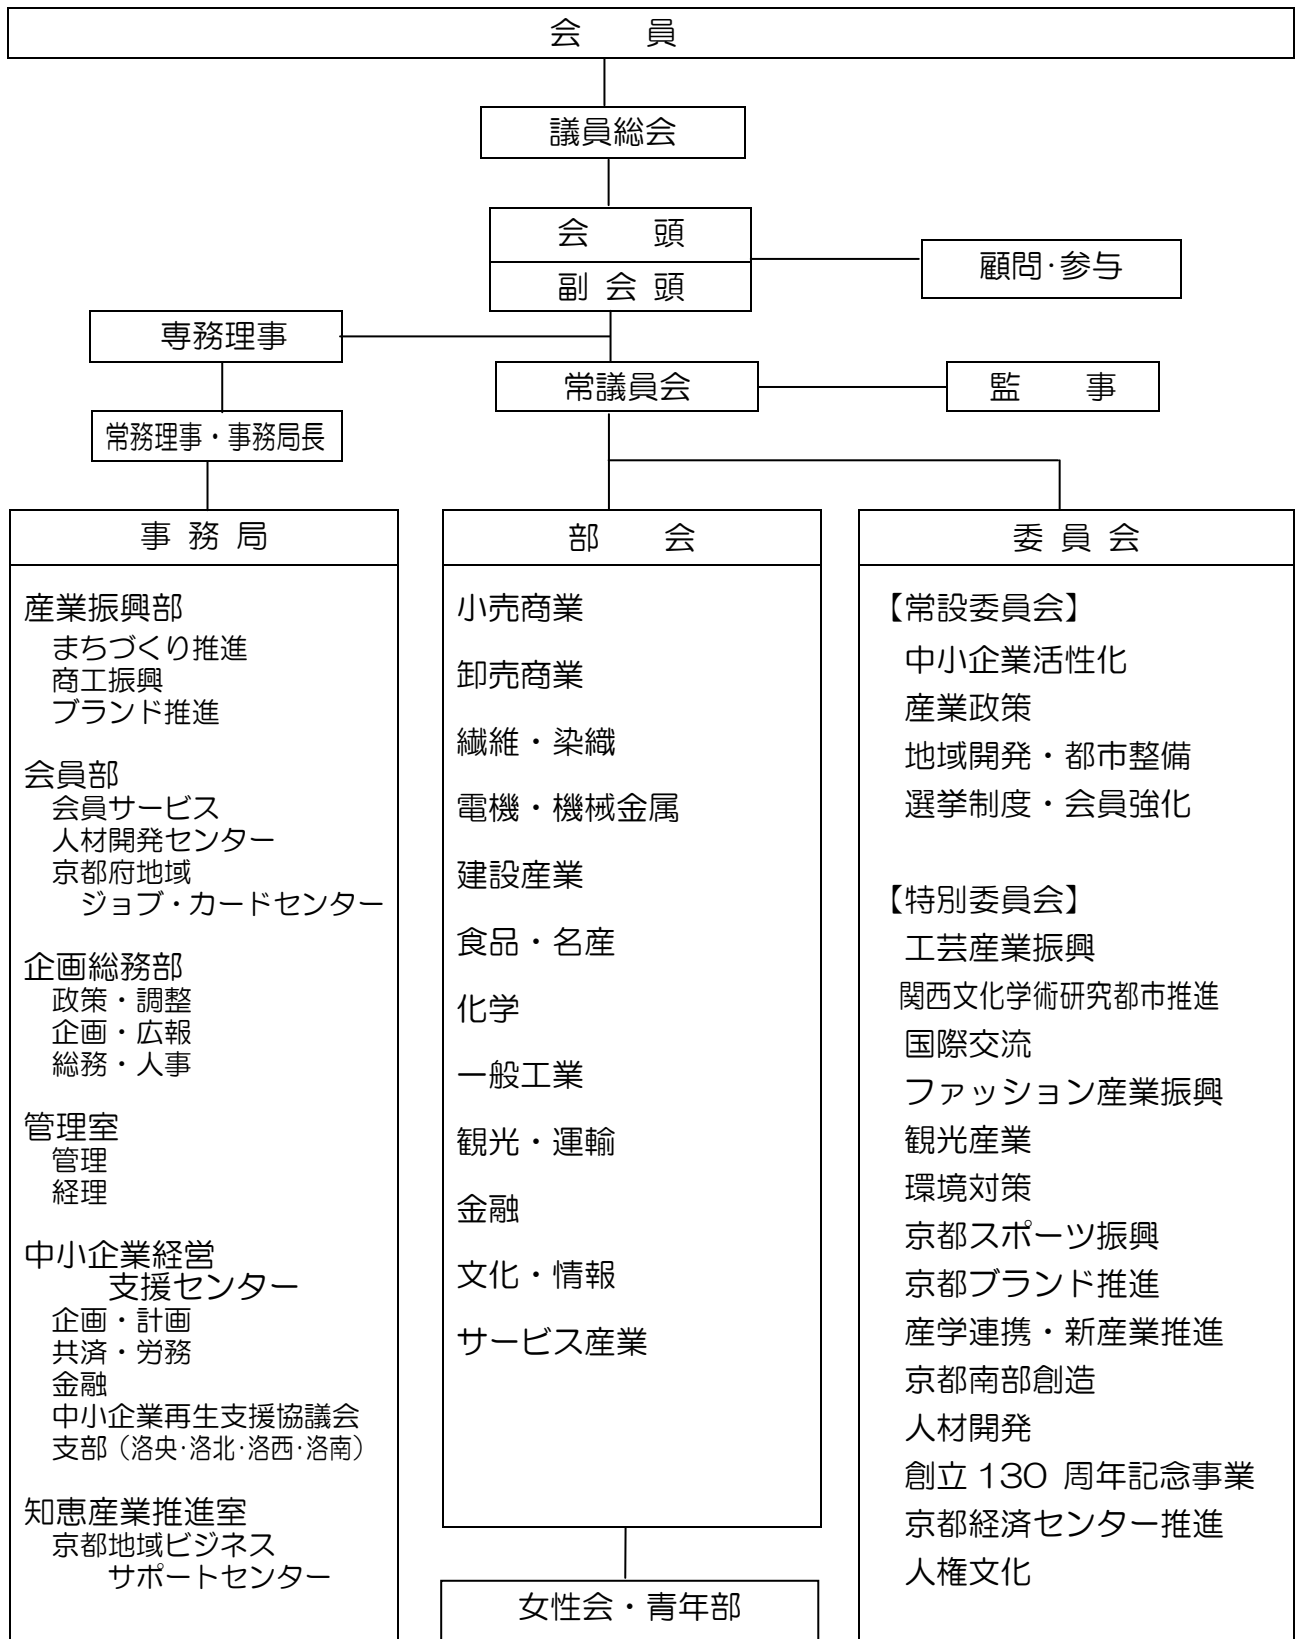 会 員
議員総会
会 頭
副 会 頭
顧問・参与
専務理事
常議員会
監 事
常務理事・事務局長
事 務 局
産業振興部
まちづくり推進
商工振興
ブランド推進
会員部
会員サービス
人材開発センター
京都府地域
ジョブ・カードセンター
企画総務部
政策・調整
企画・広報
総務・人事
管理室
管理
経理
中小企業経営
支援センター
企画・計画
共済・労務
金融
中小企業再生支援協議会
支部（洛央・洛北・洛西・洛南）
知恵産業推進室
京都地域ビジネス
サポートセンター
部 会
小売商業
卸売商業
繊維・染織
電機・機械金属
建設産業
食品・名産
化学
一般工業
観光・運輸
金融
文化・情報
サービス産業
女性会・青年部
委 員 会
【常設委員会】
中小企業活性化
産業政策
地域開発・都市整備
選挙制度・会員強化
【特別委員会】
工芸産業振興
関西文化学術研究都市推進
国際交流
ファッション産業振興
観光産業
環境対策
京都スポーツ振興
京都ブランド推進
産学連携・新産業推進
京都南部創造
人材開発
創立 130 周年記念事業
京都経済センター推進
人権文化